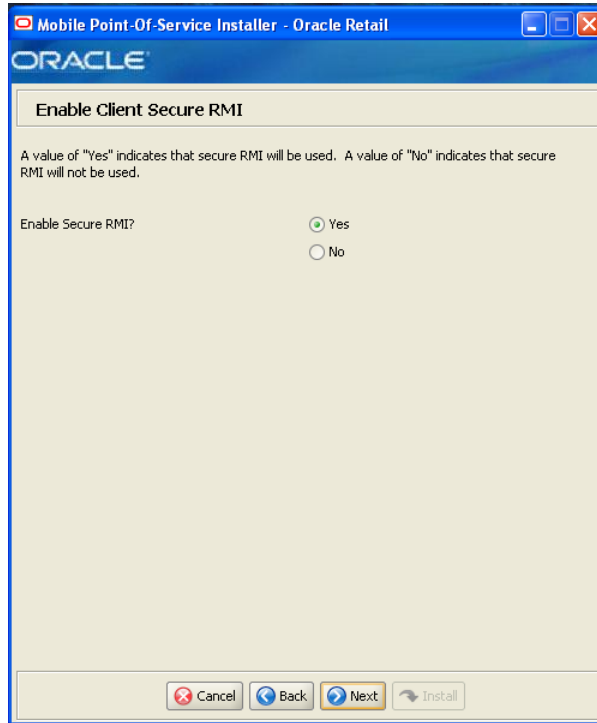 Mobile Point-Of-Service Installer - Oracle Retail
ORACLE
Enable Client Secure RMI
A value of "Yes" indicates that secure RMI will be used. A value of "No" indicates that secure
RMI will not be used.
Enable Secure RMI?
Yes
No
Cancel
Back
Next
Install